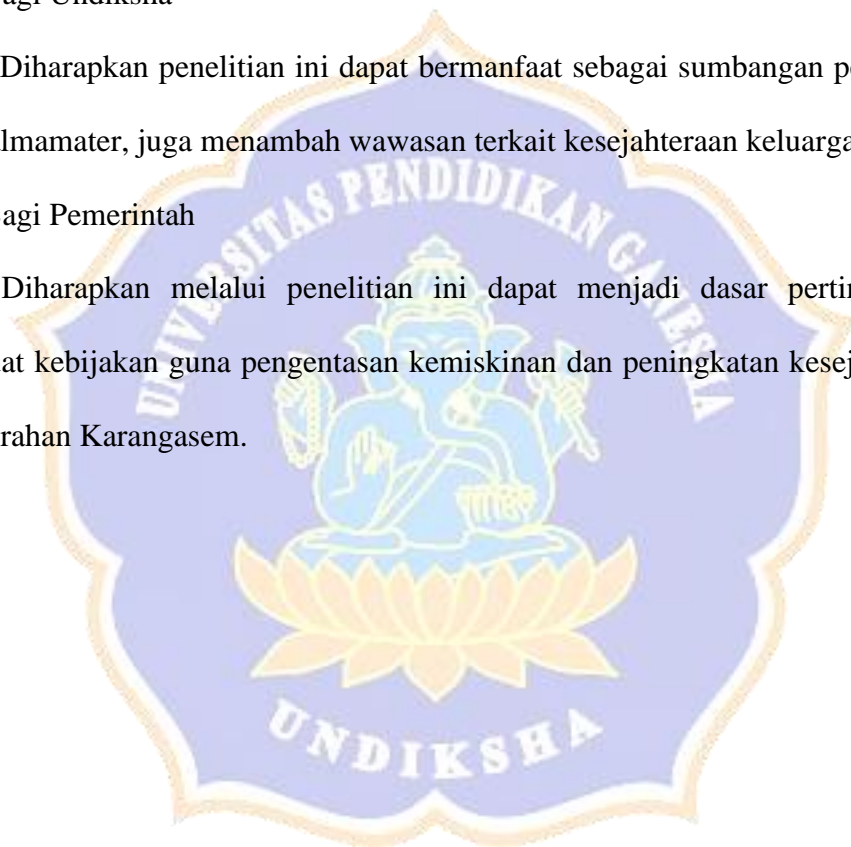 agi Undiksha
Diharapkan penelitian ini dapat bermanfaat sebagai sumbangan pe
lmamater, juga menambah wawasan terkait kesejahteraan keluarga
agi Pemerintah
Diharapkan melalui penelitian ini dapat menjadi dasar pertim
at kebijakan guna pengentasan kemiskinan dan peningkatan kesej
rahan Karangasem.
UNIVERSITAS PENDIDIKAN GANESHA
UNDIKSHA